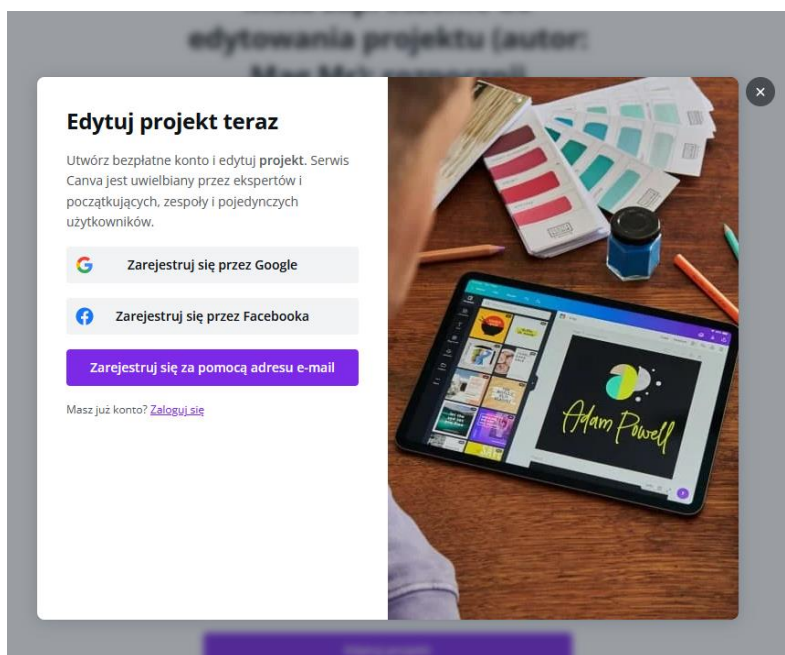 edytowania projektu (autor:
Edytuj projekt teraz
Utwórz bezpłatne konto i edytuj projekt. Serwis
Canva jest uwielbiany przez ekspertów i
początkujących, zespoły i pojedynczych
użytkowników.
Zarejestruj się przez Google
Zarejestruj się przez Facebooka
Zarejestruj się za pomocą adresu e-mail
Masz już konto? Zaloguj się
Adam Powell